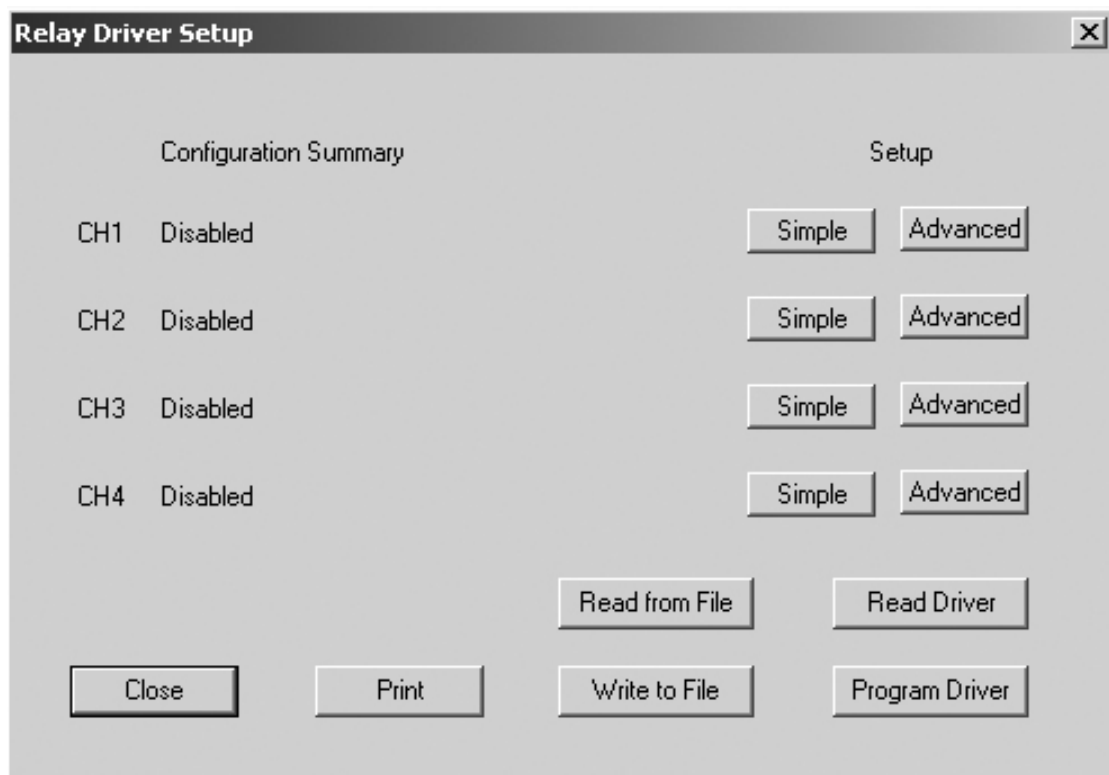 Relay Driver Setup
Configuration Summary Setup
CH1 Disabled Simple Advanced
CH2 Disabled Simple Advanced
CH3 Disabled Simple Advanced
CH4 Disabled Simple Advanced
Read from File Read Driver
Close Print Write to File Program Driver